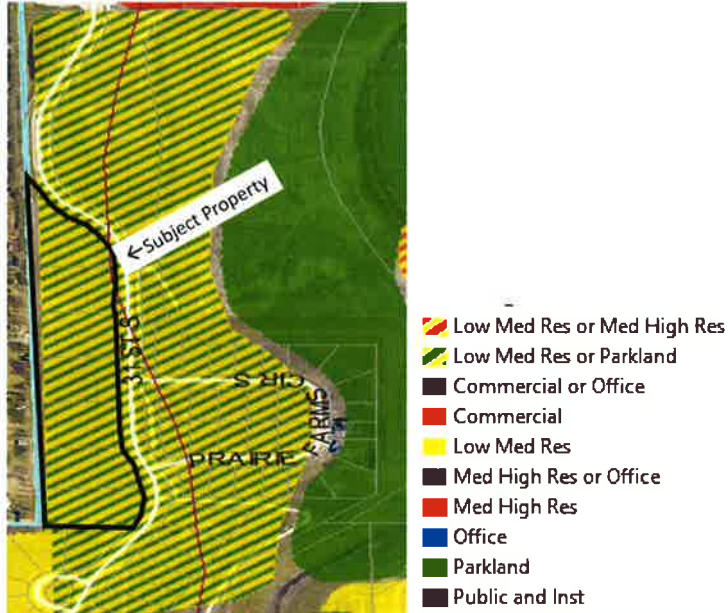 ←Subject Property
31ST S
CIR S
PRAIRIE
FARMS
Low Med Res or Med High Res
Low Med Res or Parkland
Commercial or Office
Commercial
Low Med Res
Med High Res or Office
Med High Res
Office
Parkland
Public and Inst